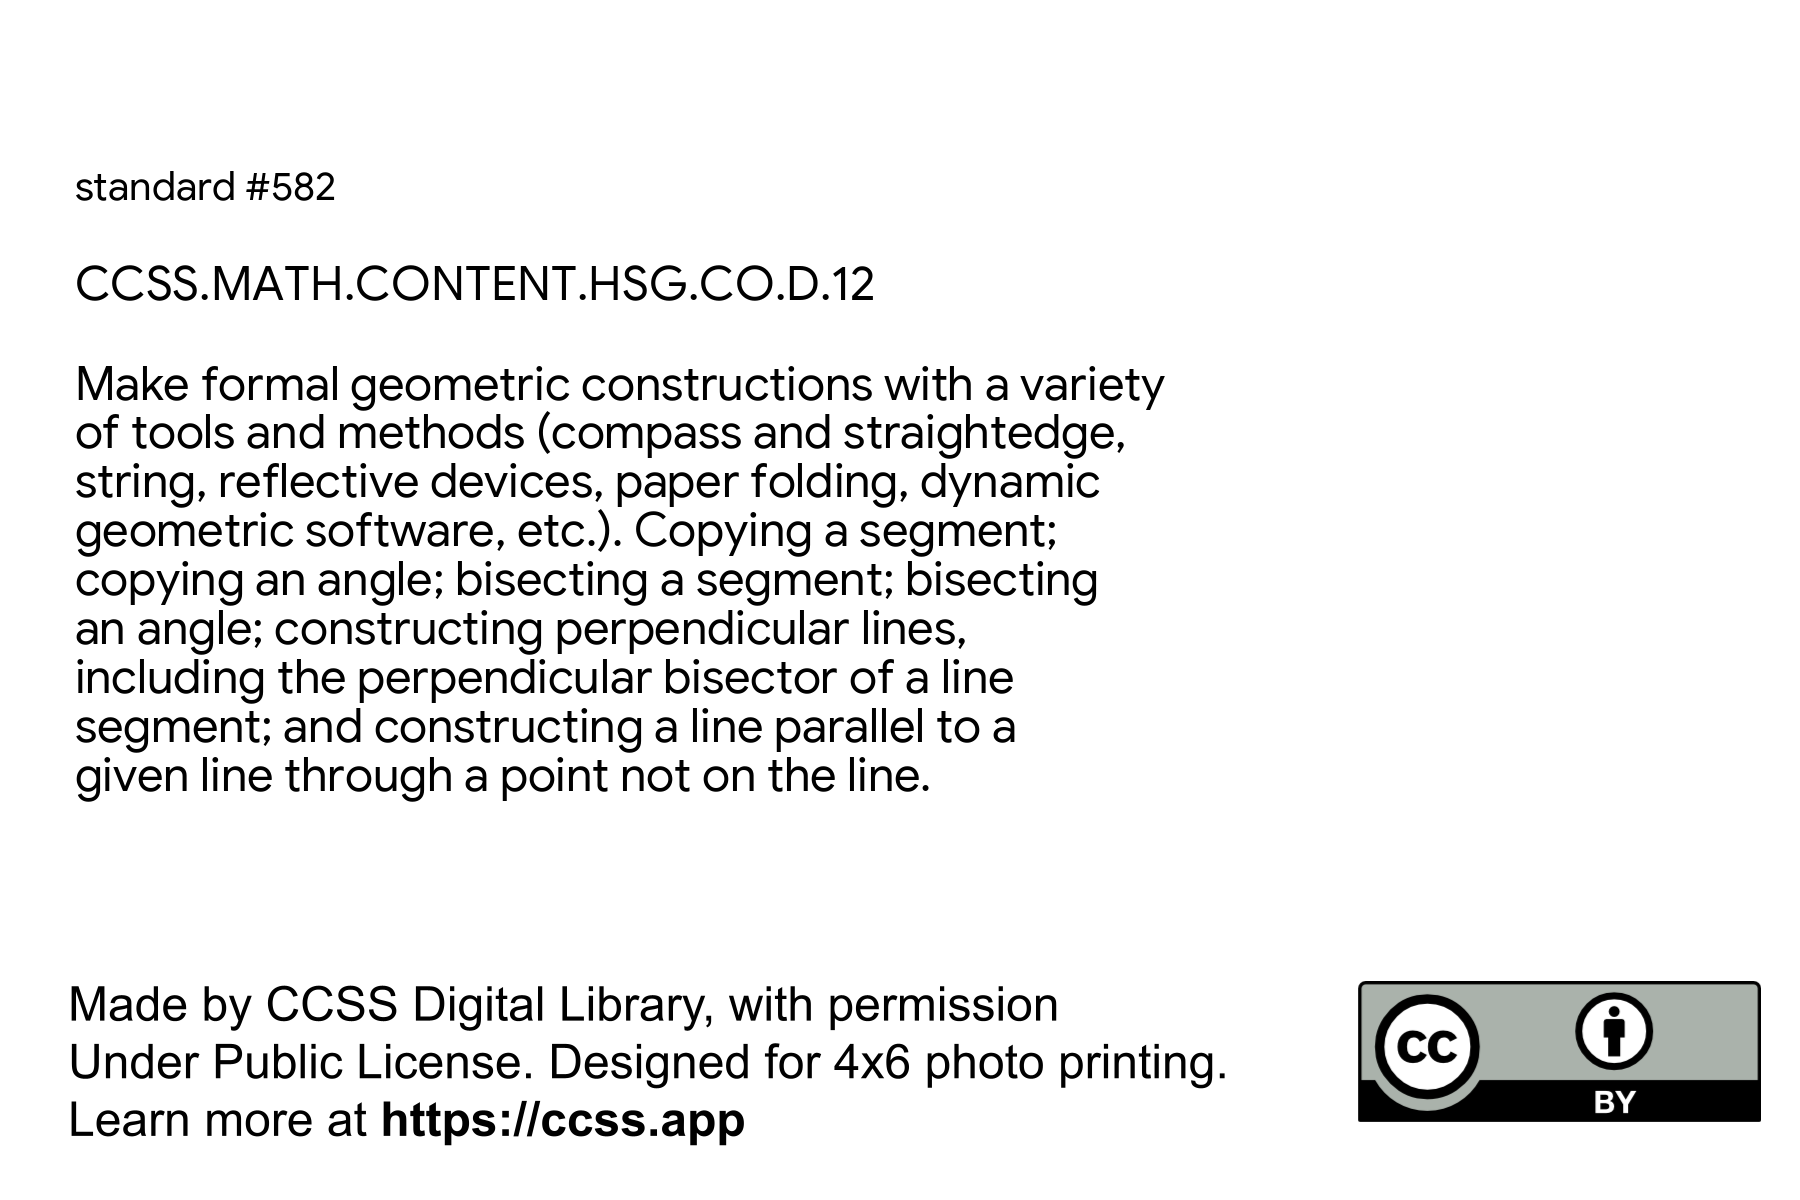 standard #582
CCSS.MATH.CONTENT.HSG.CO.D.12
Make formal geometric constructions with a variety
of tools and methods (compass and straightedge,
string, reflective devices, paper folding, dynamic
geometric software, etc.). Copying a segment;
copying an angle; bisecting a segment; bisecting
an angle; constructing perpendicular lines,
including the perpendicular bisector of a line
segment; and constructing a line parallel to a
given line through a point not on the line.
Made by CCSS Digital Library, with permission
Under Public License. Designed for 4x6 photo printing.
Learn more at https://ccss.app
cc
BY